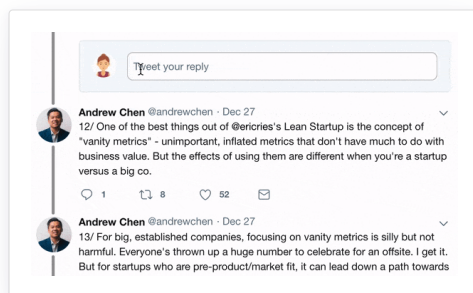 Tweet your reply
Andrew Chen @andrewchen · Dec 27
12/ One of the best things out of @ericries's Lean Startup is the concept of
"vanity metrics" - unimportant, inflated metrics that don't have much to do with
business value. But the effects of using them are different when you're a startup
versus a big co.
1 8 52
Andrew Chen @andrewchen · Dec 27
13/ For big, established companies, focusing on vanity metrics is silly but not
harmful. Everyone's thrown up a huge number to celebrate for an offsite. I get it.
But for startups who are pre-product/market fit, it can lead down a path towards